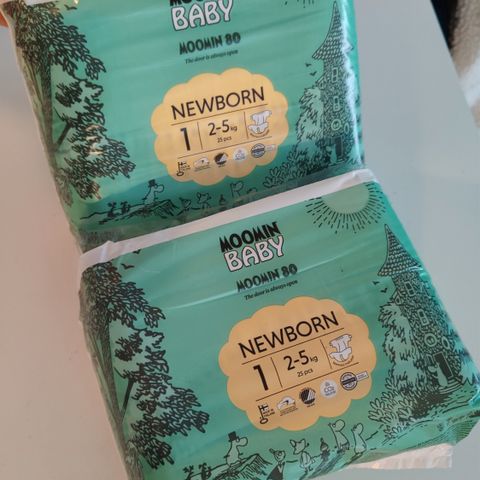 MOOMIN
BABY
MOOMIN 80
The door is always open
NEWBORN
1
2-5 kg
25 pcs
MOOMIN
BABY
MOOMIN 80
The door is always open
NEWBORN
1
2-5 kg
25 pcs